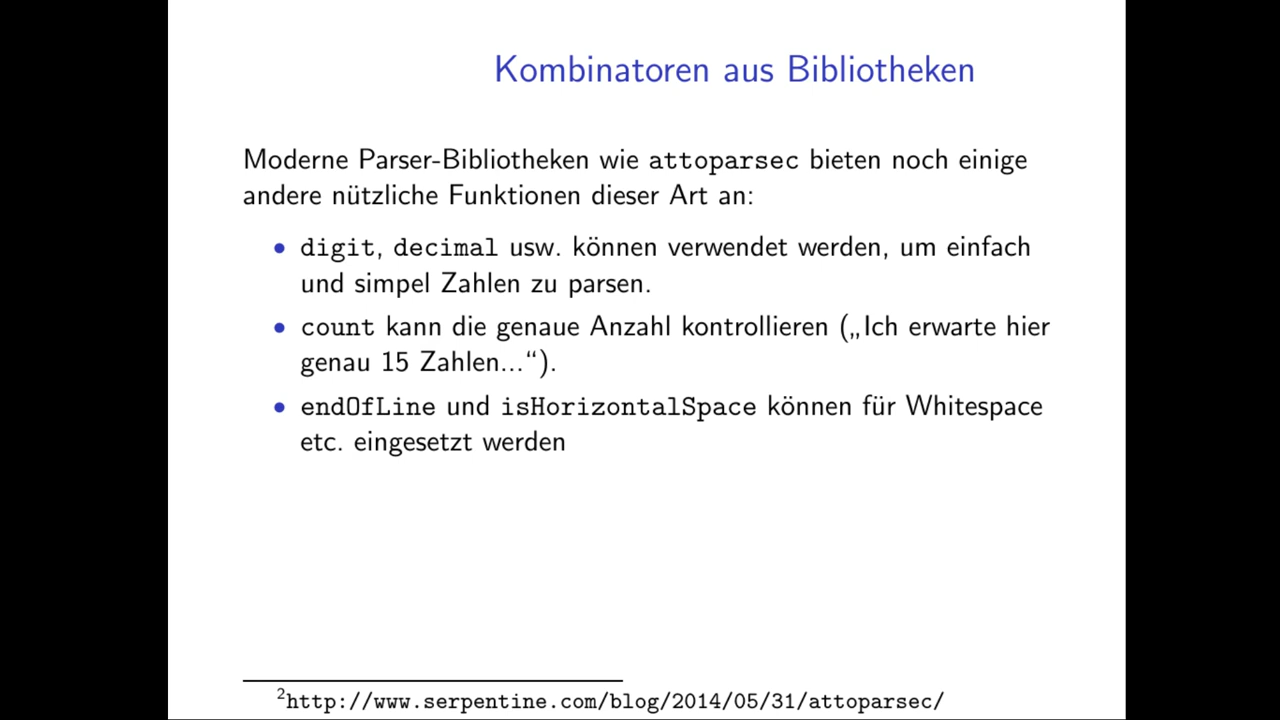 Kombinatoren aus Bibliotheken
Moderne Parser-Bibliotheken wie attoparsec bieten noch einige
andere nützliche Funktionen dieser Art an:
• digit, decimal usw. können verwendet werden, um einfach
und simpel Zahlen zu parsen.
• count kann die genaue Anzahl kontrollieren („Ich erwarte hier
genau 15 Zahlen...“).
• endOfLine und isHorizontalSpace können für Whitespace
etc. eingesetzt werden
²http://www.serpentine.com/blog/2014/05/31/attoparsec/